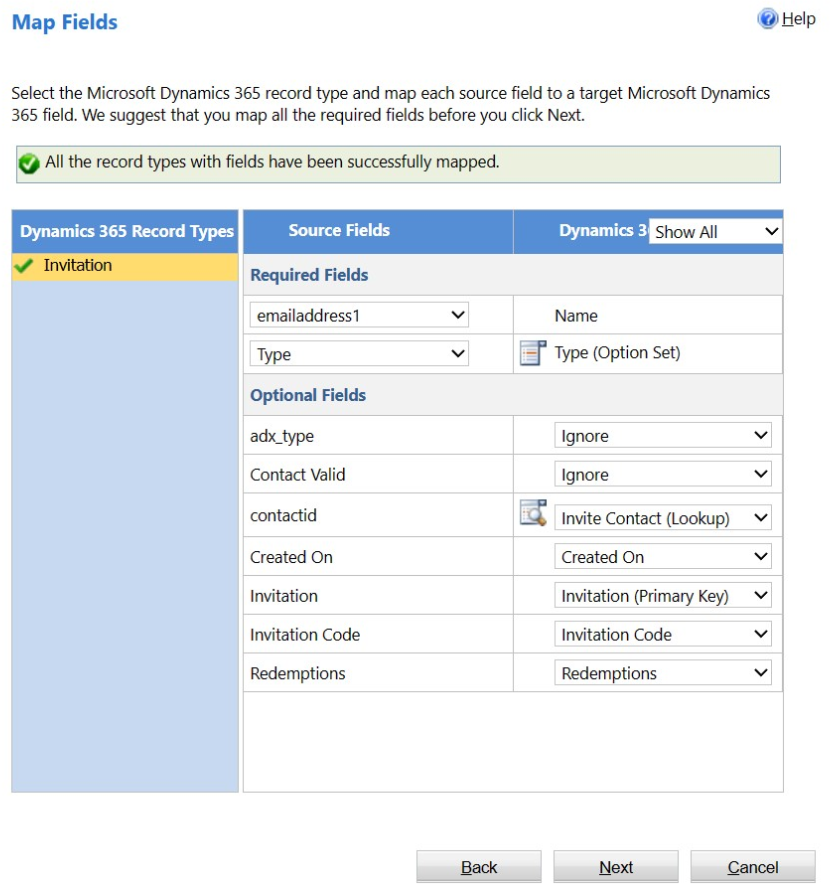 Map Fields
Help
Select the Microsoft Dynamics 365 record type and map each source field to a target Microsoft Dynamics
365 field. We suggest that you map all the required fields before you click Next.
All the record types with fields have been successfully mapped.
Dynamics 365 Record Types
Source Fields
Dynamics 3
Show All
Invitation
Required Fields
emailaddress1
Name
Type
Type (Option Set)
Optional Fields
adx_type
Ignore
Contact Valid
Ignore
contactid
Invite Contact (Lookup)
Created On
Created On
Invitation
Invitation (Primary Key)
Invitation Code
Invitation Code
Redemptions
Redemptions
Back
Next
Cancel